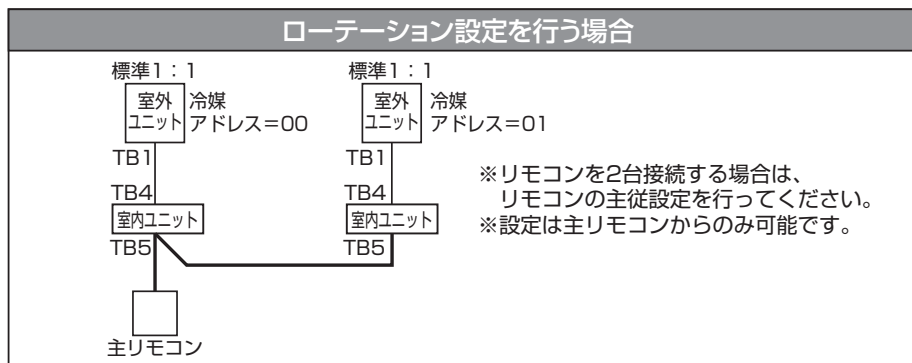 ローテーション設定を行う場合
標準1：1
室外
ユニット
冷媒
アドレス＝00
TB1
TB4
室内ユニット
TB5
主リモコン
標準1：1
室外
ユニット
冷媒
アドレス＝01
TB1
TB4
室内ユニット
TB5
※リモコンを2台接続する場合は、
リモコンの主従設定を行ってください。
※設定は主リモコンからのみ可能です。